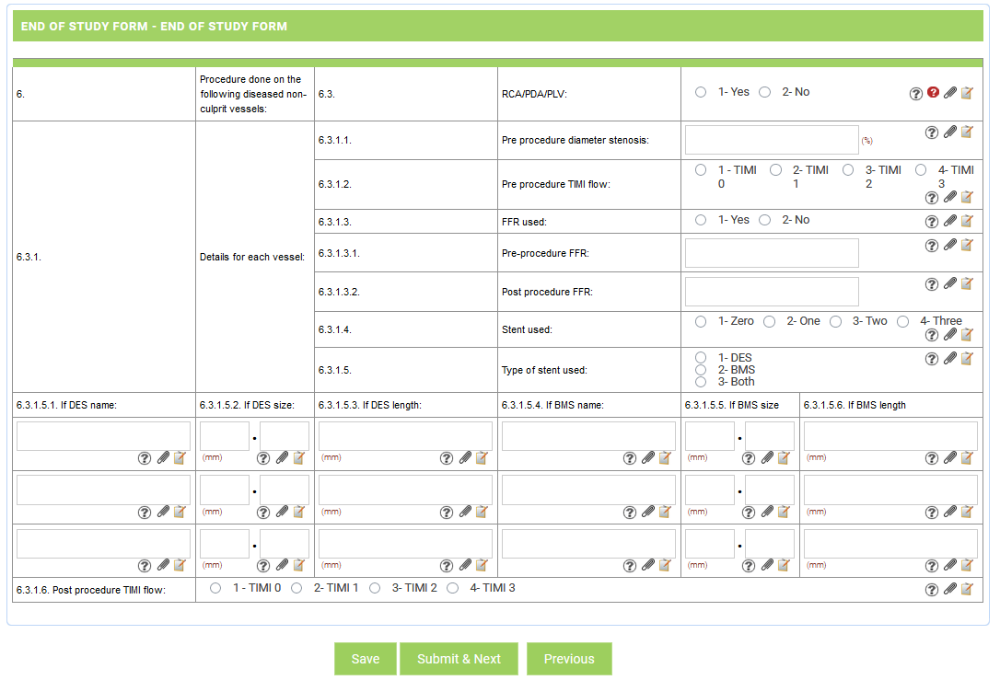 END OF STUDY FORM - END OF STUDY FORM
6.
Procedure done on the
following diseased non-
culprit vessels:
6.3.
RCA/PDA/PLV:
1- Yes
2- No
6.3.1.
Details for each vessel:
6.3.1.1.
Pre procedure diameter stenosis:
(%)
6.3.1.2.
Pre procedure TIMI flow:
1 - TIMI
0
2- TIMI
1
3- TIMI
2
4- TIMI
3
6.3.1.3.
FFR used:
1- Yes
2- No
6.3.1.3.1.
Pre-procedure FFR:
6.3.1.3.2.
Post procedure FFR:
6.3.1.4.
Stent used:
1- Zero
2- One
3- Two
4- Three
6.3.1.5.
Type of stent used:
1- DES
2- BMS
3- Both
6.3.1.5.1. If DES name:
6.3.1.5.2. If DES size:
6.3.1.5.3. If DES length:
6.3.1.5.4. If BMS name:
6.3.1.5.5. If BMS size
6.3.1.5.6. If BMS length
(mm)
(mm)
(mm)
(mm)
(mm)
(mm)
(mm)
(mm)
(mm)
(mm)
(mm)
(mm)
6.3.1.6. Post procedure TIMI flow:
1 - TIMI 0
2- TIMI 1
3- TIMI 2
4- TIMI 3
Save
Submit & Next
Previous